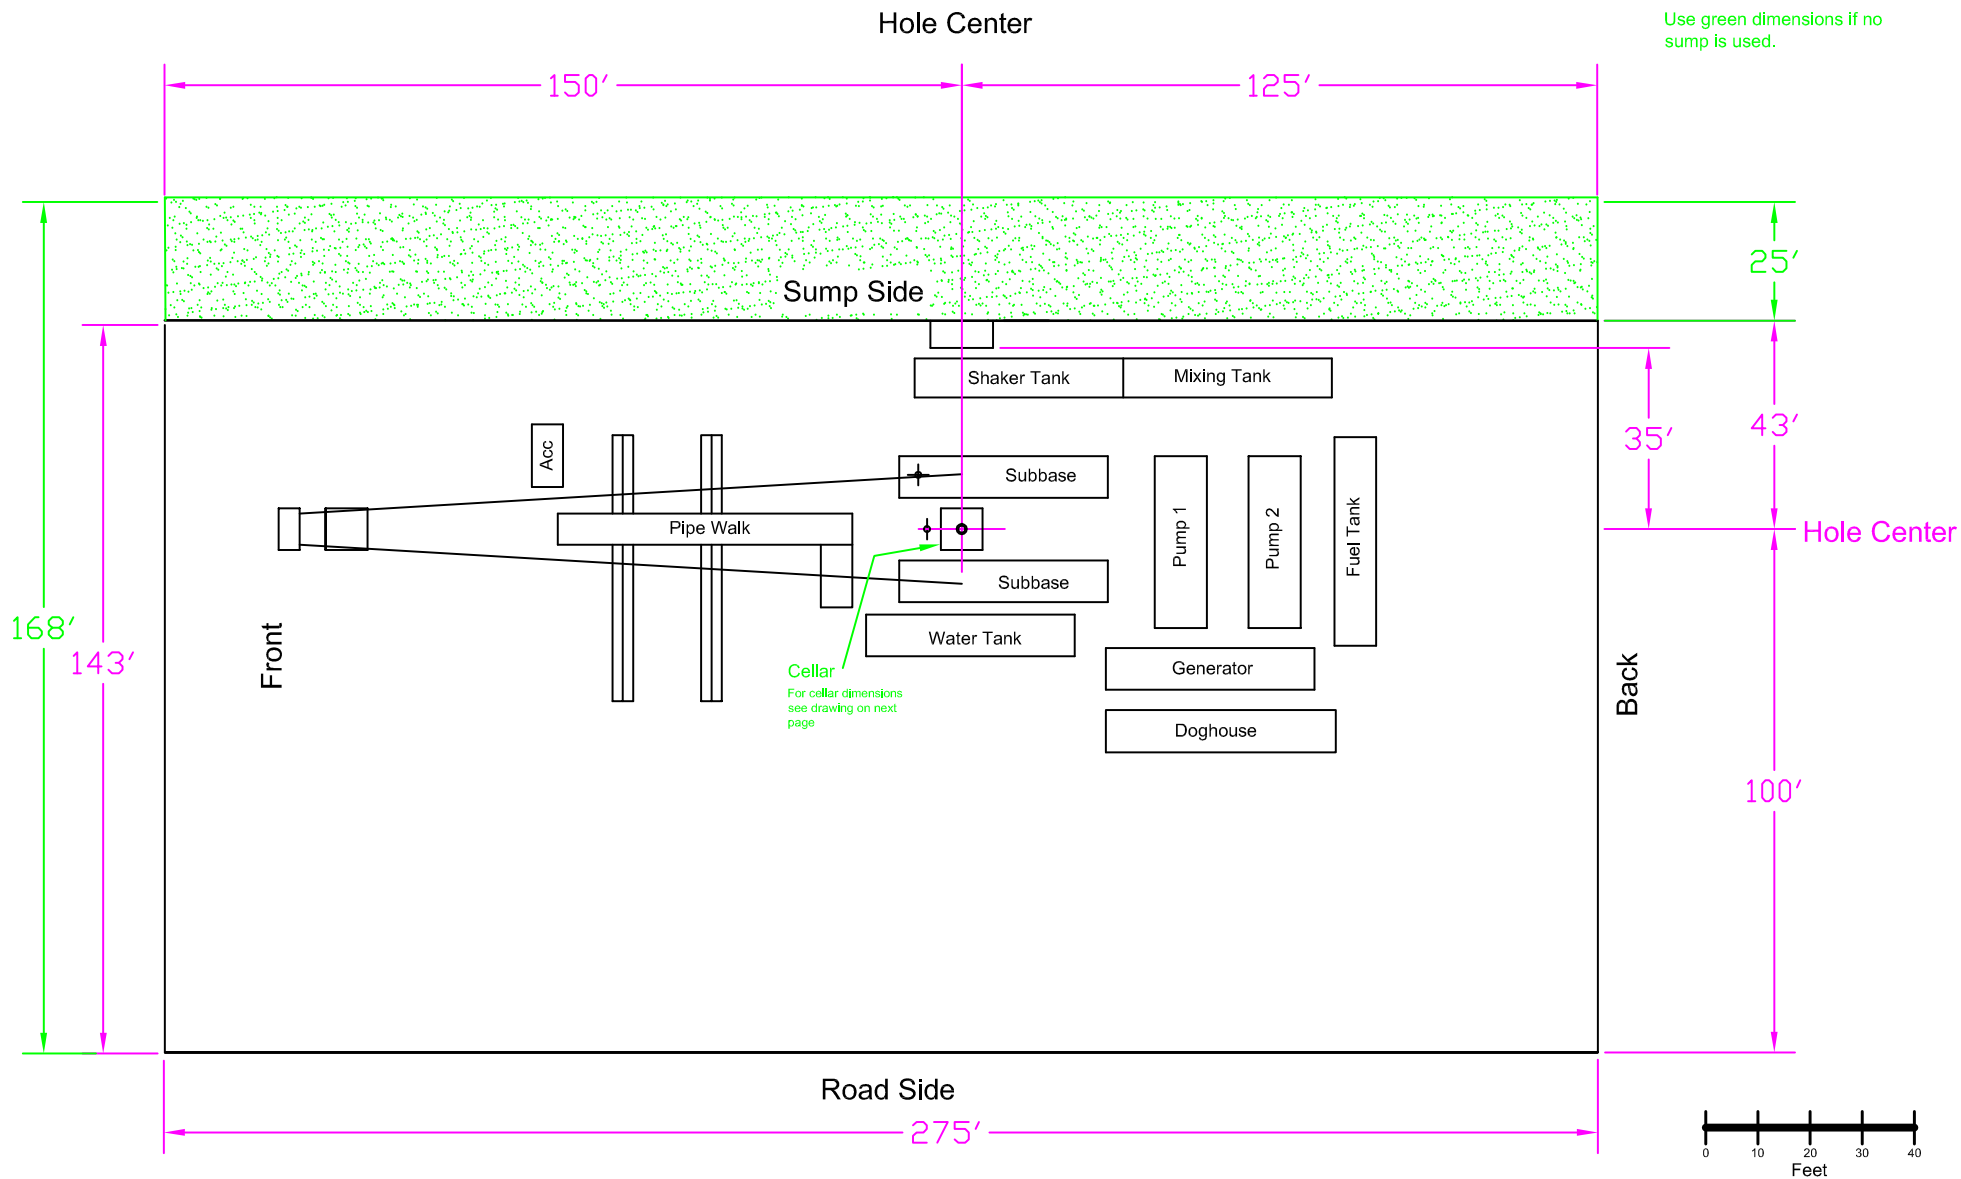 Hole Center
Use green dimensions if no
sump is used.
150′
125′
25′
Sump Side
Shaker Tank
Mixing Tank
43′
35′
Acc
Subbase
Pipe Walk
Pump 1
Pump 2
Fuel Tank
Hole Center
Subbase
168′
143′
Front
Water Tank
Cellar
For cellar dimensions
see drawing on next
page
Generator
Back
Doghouse
100′
Road Side
275′
0 10 20 30 40
Feet